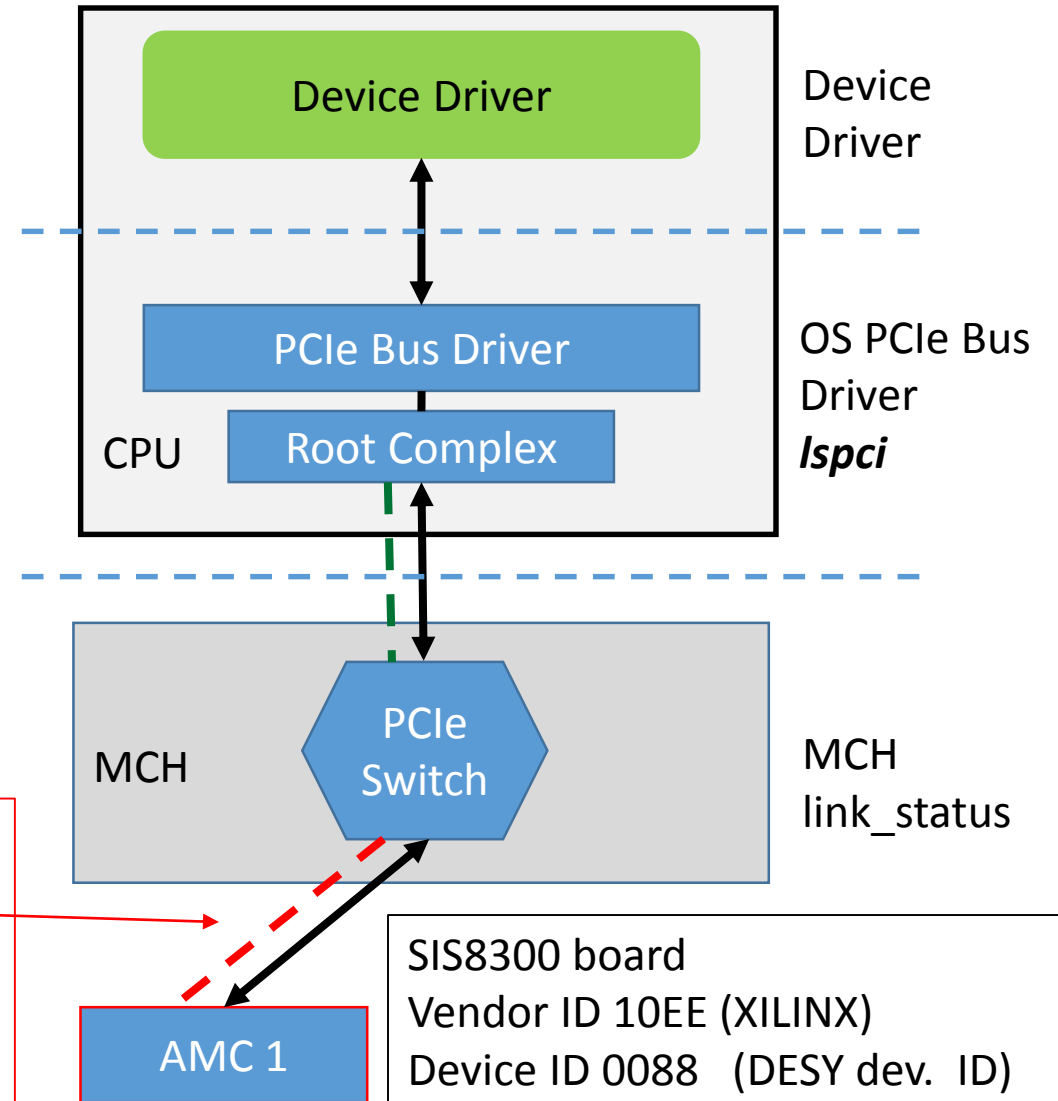 Device Driver
Device
Driver
PCIe Bus Driver
OS PCIe Bus
Driver
lspci
CPU
Root Complex
PCIe
Switch
MCH
MCH
link_status
SIS8300 board
Vendor ID 10EE (XILINX)
Device ID 0088 (DESY dev. ID)
AMC 1